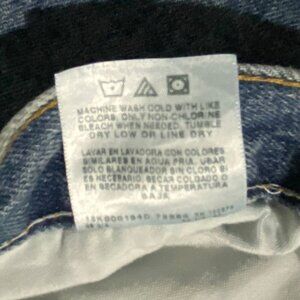 MACHINE WASH COLD WITH LIKE
COLORS. ONLY NON-CHLORINE
BLEACH WHEN NEEDED. TUMBLE
DRY LOW OR LINE DRY
LAVAR EN LAVADORA CON COLORES
SIMILARES EN AGUA FRIA. USAR
SOLO BLANQUEADOR SIN CLORO SI
ES NECESARIO. SECAR COLGADO O
EN SECADORA A TEMPERATURA
BAJA